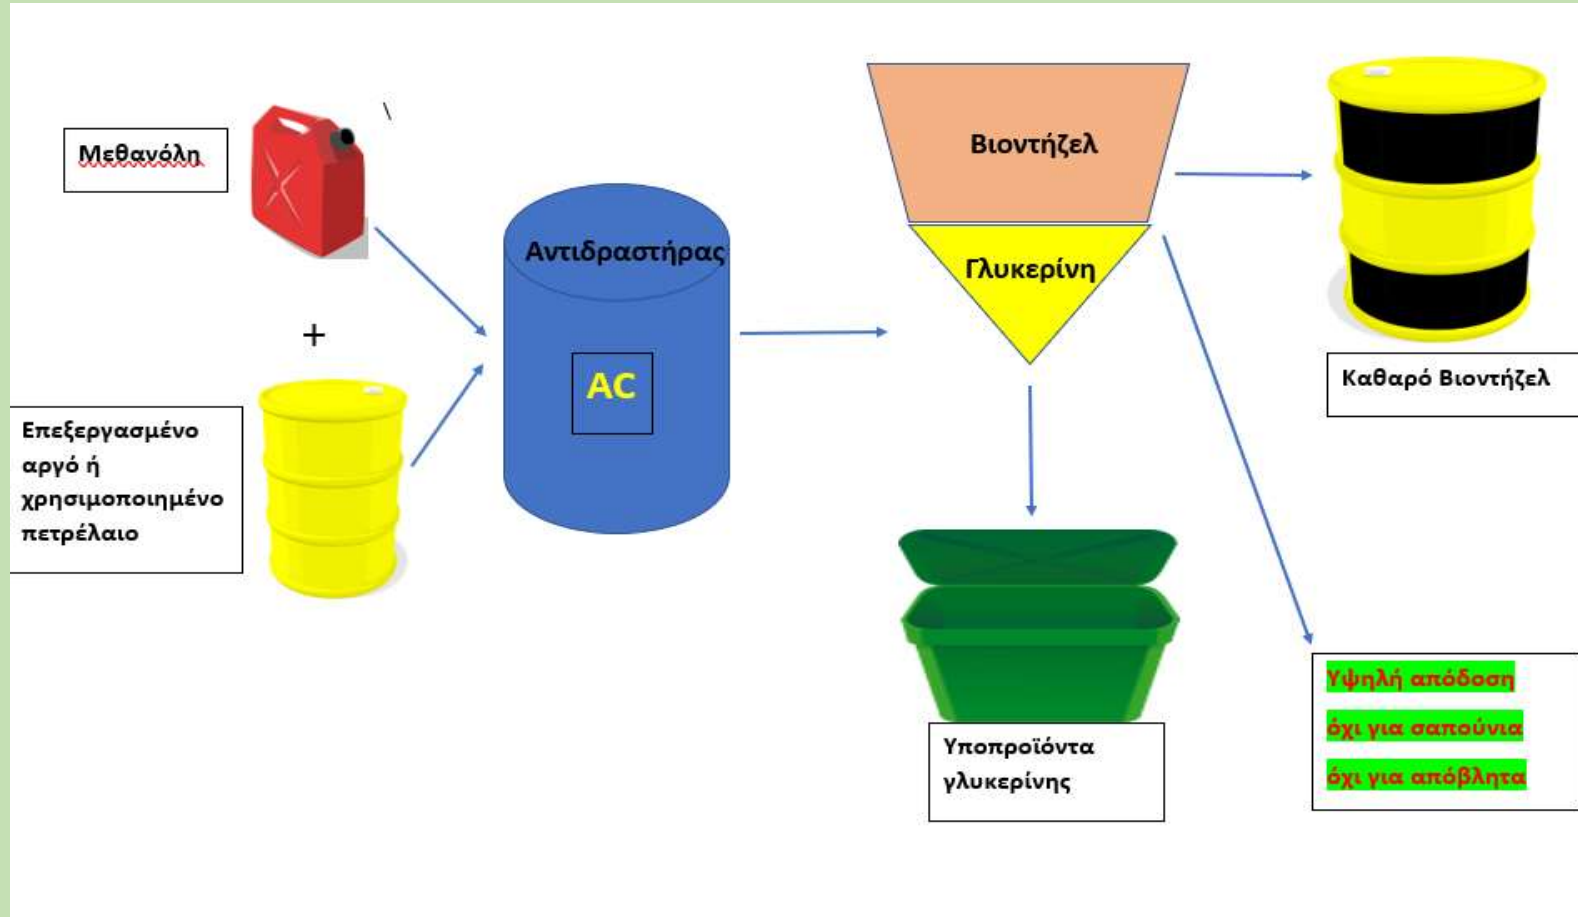 Μεθανόλη
\
+
Επεξεργασμένο
αργό ή
χρησιμοποιημένο
πετρέλαιο
Αντιδραστήρας
AC
Βιοντήζελ
Γλυκερίνη
Καθαρό Βιοντήζελ
Υποπροϊόντα
γλυκερίνης
Υψηλή απόδοση
όχι για σαπούνια
όχι για απόβλητα